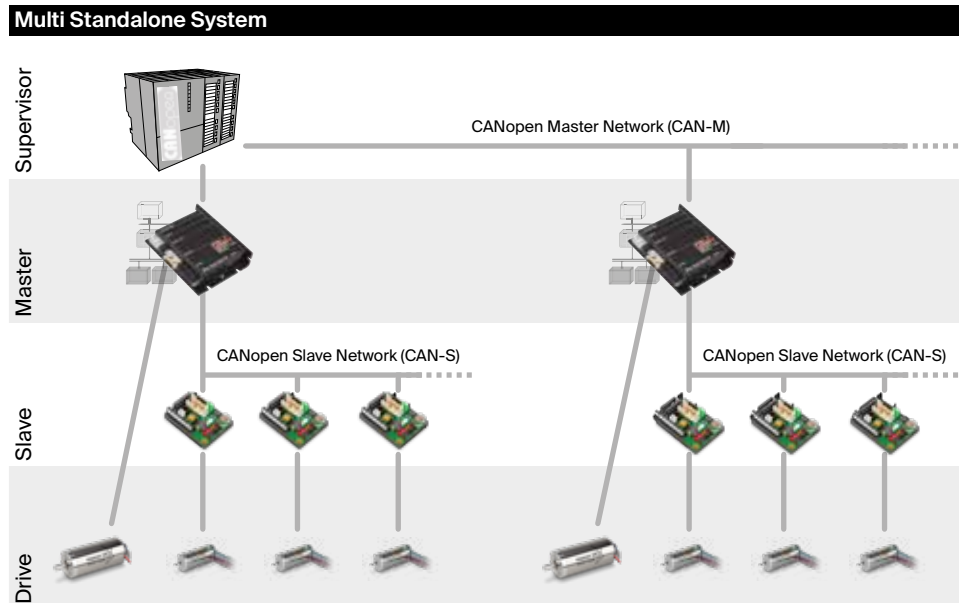 Multi Standalone System
Supervisor
CANopen Master Network (CAN-M)
Master
CANopen Slave Network (CAN-S)
CANopen Slave Network (CAN-S)
Slave
Drive